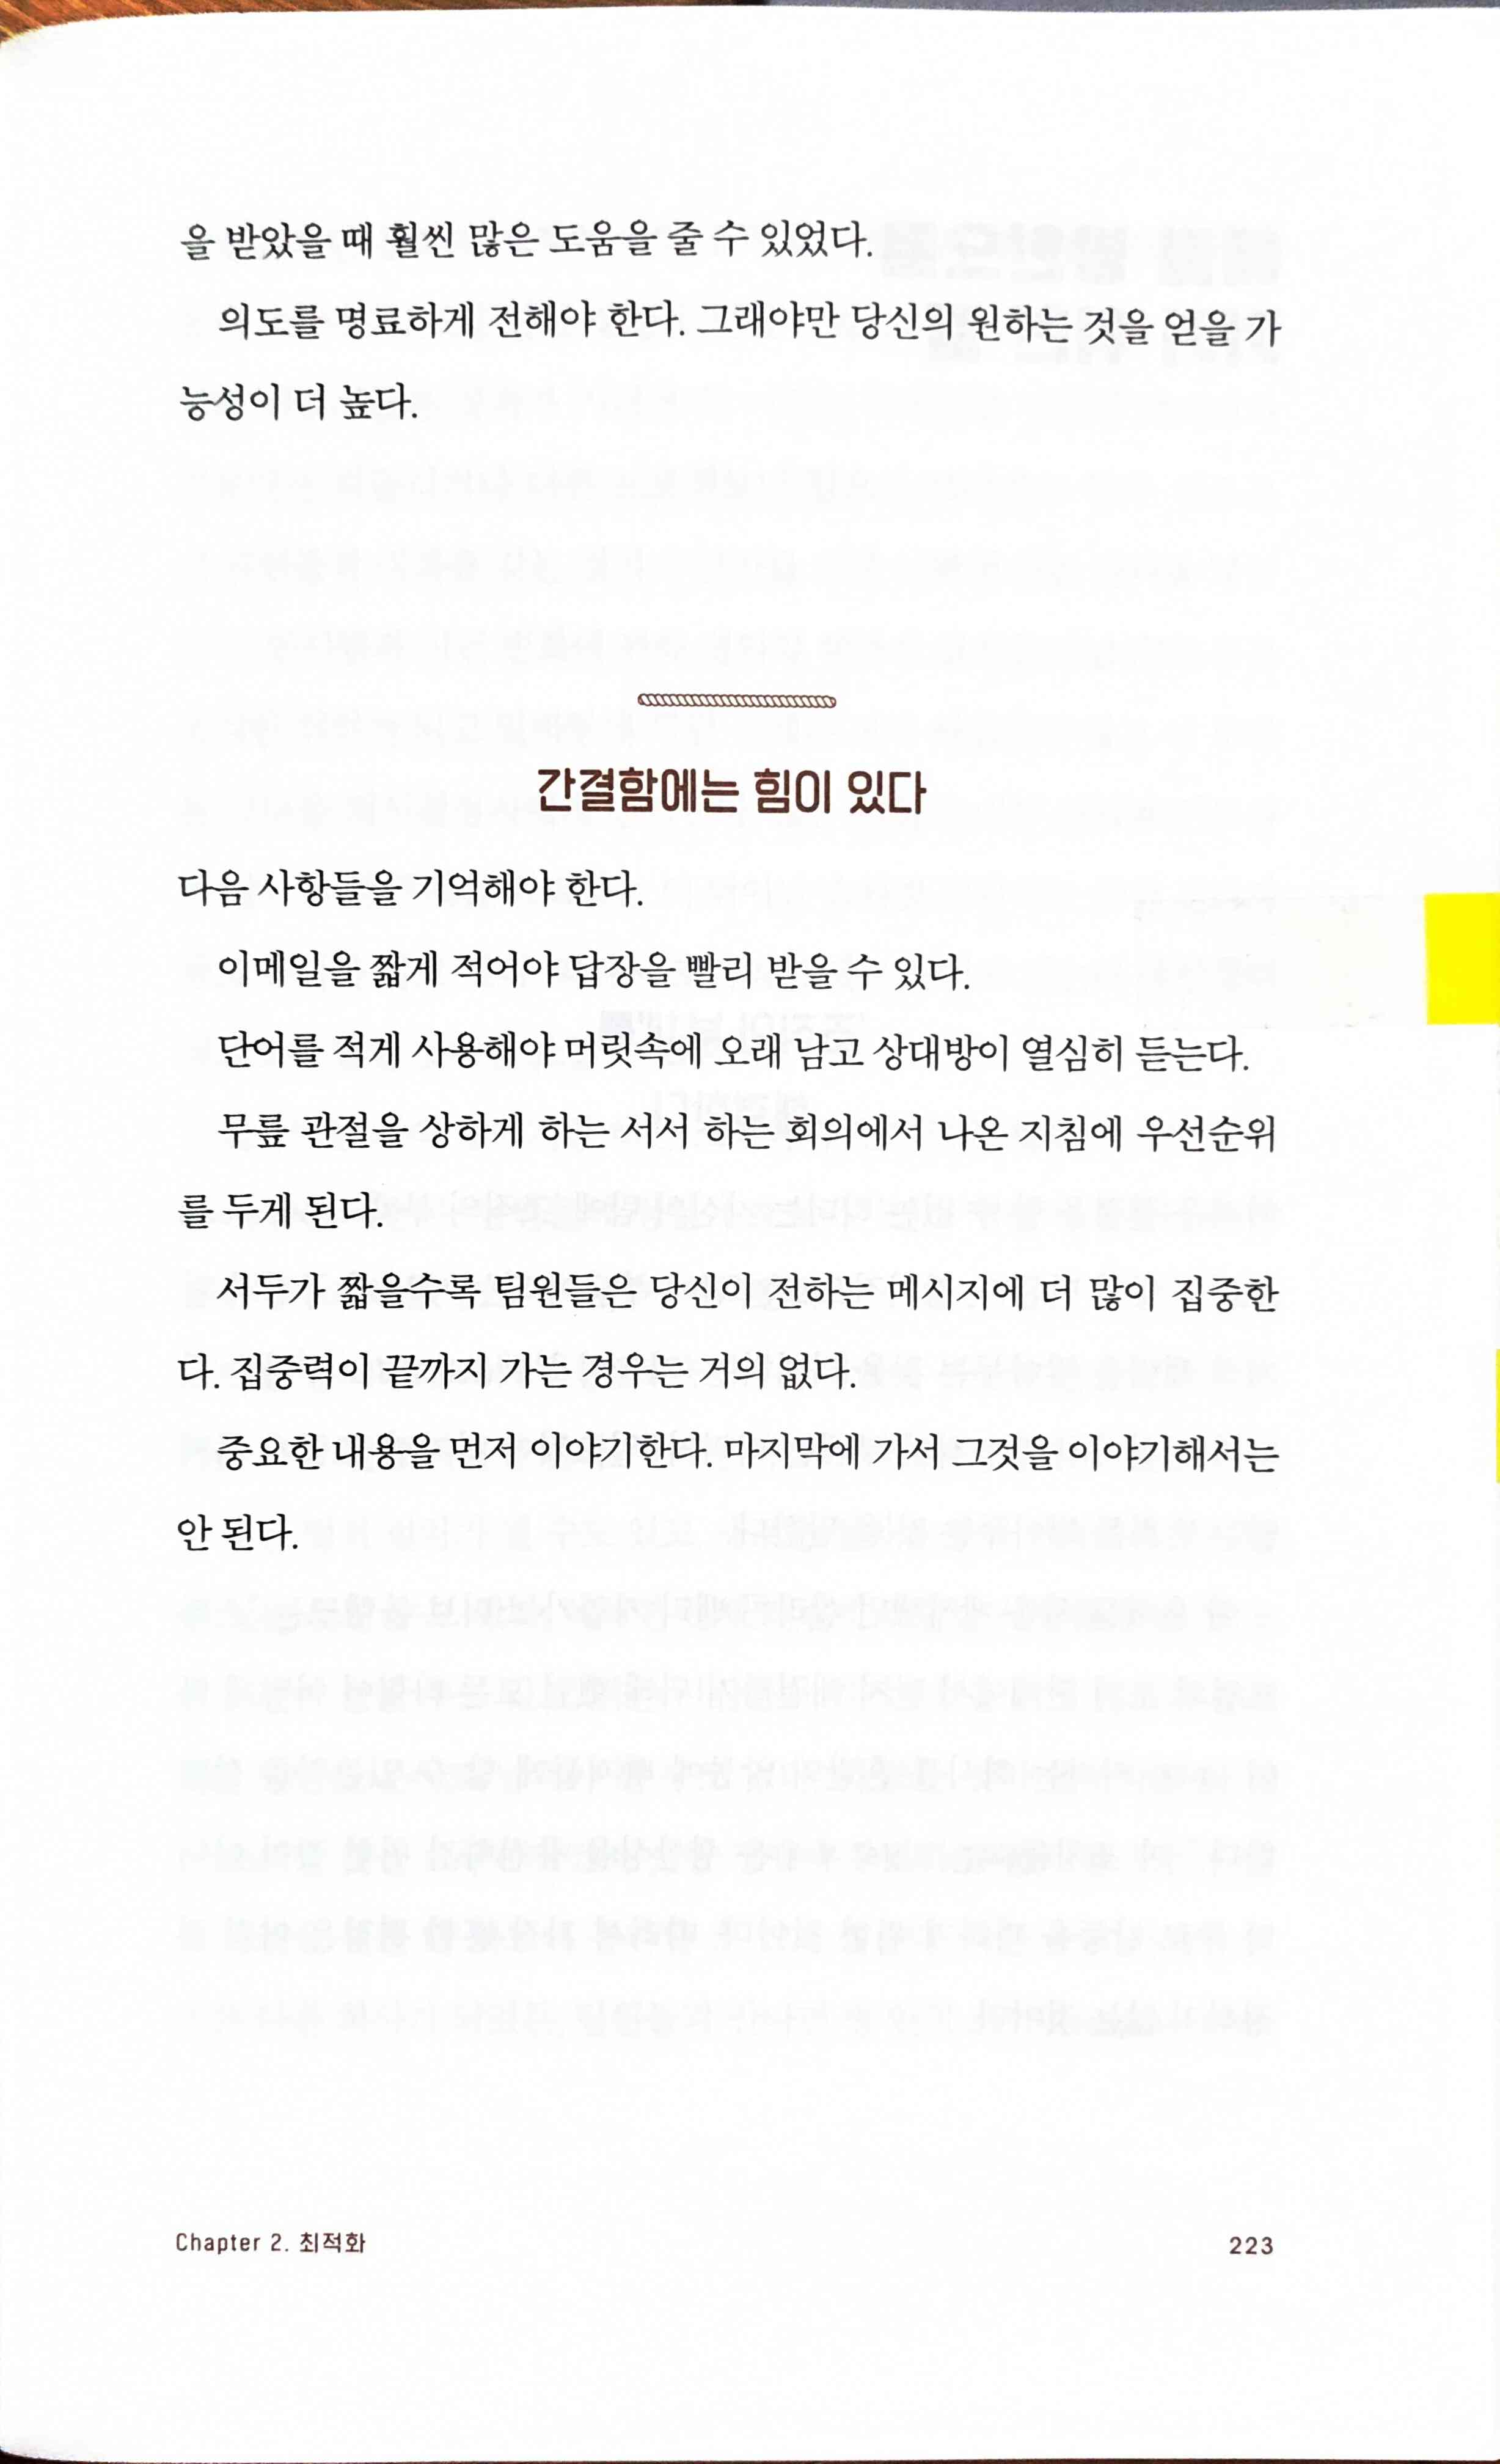 을 받았을 때 훨씬 많은 도움을 줄 수 있었다.
의도를 명료하게 전해야 한다. 그래야만 당신의 원하는 것을 얻을 가
능성이 더 높다.
간결함에는 힘이 있다
다음 사항들을 기억해야 한다.
이메일을 짧게 적어야 답장을 빨리 받을 수 있다.
단어를 적게 사용해야 머릿속에 오래 남고 상대방이 열심히 듣는다.
무릎 관절을 상하게 하는 서서 하는 회의에서 나온 지침에 우선순위
를 두게 된다.
서두가 짧을수록 팀원들은 당신이 전하는 메시지에 더 많이 집중한
다. 집중력이 끝까지 가는 경우는 거의 없다.
중요한 내용을 먼저 이야기한다. 마지막에 가서 그것을 이야기해서는
안 된다.
Chapter 2. 최적화
223